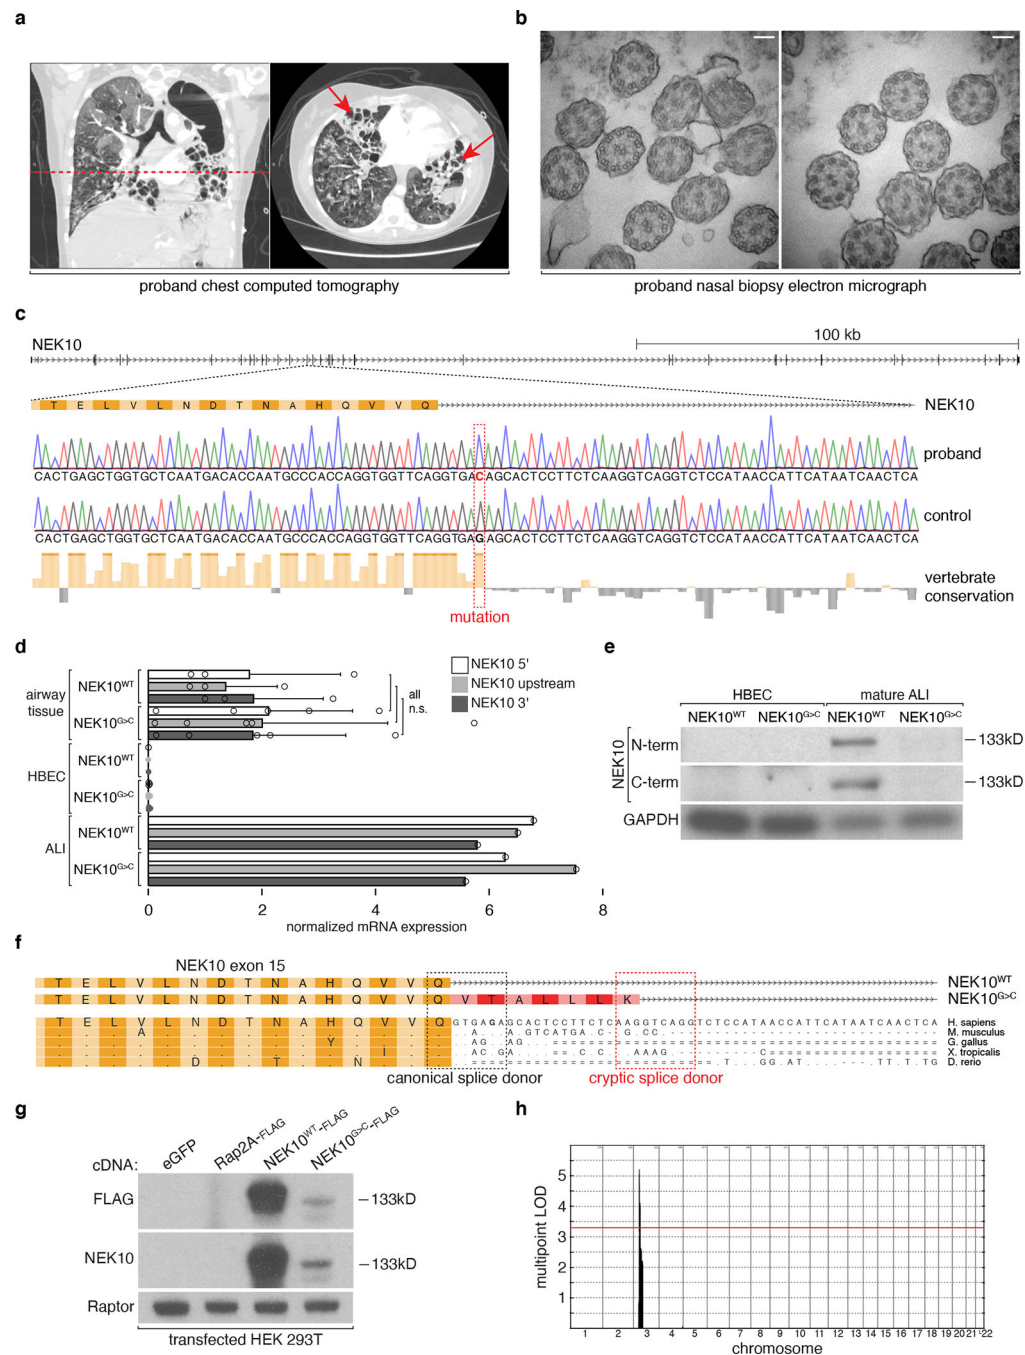 a
b
proband chest computed tomography
proband nasal biopsy electron micrograph
c
NEK10
100 kb
T E L V L N D T N A H Q V V Q
NEK10
proband
CACTGAGCTGGTGCTCAATGACACCAATGCCCACCAGGTGGTTCAGGTGACAGCACTCCTTCTCAAGGTCAGGTCTCCATAACCATTCATAATCAACTCA
control
CACTGAGCTGGTGCTCAATGACACCAATGCCCACCAGGTGGTTCAGGTGAGAGCACTCCTTCTCAAGGTCAGGTCTCCATAACCATTCATAATCAACTCA
vertebrate
conservation
mutation
d
NEK10 5'
NEK10 upstream
NEK10 3'
all
n.s.
airway
tissue
NEK10WT
NEK10G>C
HBEC
NEK10WT
NEK10G>C
ALI
NEK10WT
NEK10G>C
0 2 4 6 8
normalized mRNA expression
e
HBEC
mature ALI
NEK10WT NEK10G>C NEK10WT NEK10G>C
NEK10
N-term
133kD
C-term
133kD
GAPDH
f
NEK10 exon 15
T E L V L N D T N A H Q V V Q
NEK10WT
T E L V L N D T N A H Q V V Q V T A L L L K
NEK10G>C
T E L V L N D T N A H Q V V Q GTGAGAGCACTCCTTCTCAAGGTCAGGTCTCCATAACCATTCATAATCAACTCA
H. sapiens
M. musculus
G. gallus
X. tropicalis
D. rerio
canonical splice donor
cryptic splice donor
g
cDNA:
eGFP
Rap2A-FLAG
NEK10WT-FLAG
NEK10G>C-FLAG
FLAG
133kD
NEK10
133kD
Raptor
transfected HEK 293T
h
multipoint LOD
5
4
3
2
1
1 2 3 4 5 6 7 8 9 10 11 12 13 14 15 16 17 18 19 20 21 22
chromosome